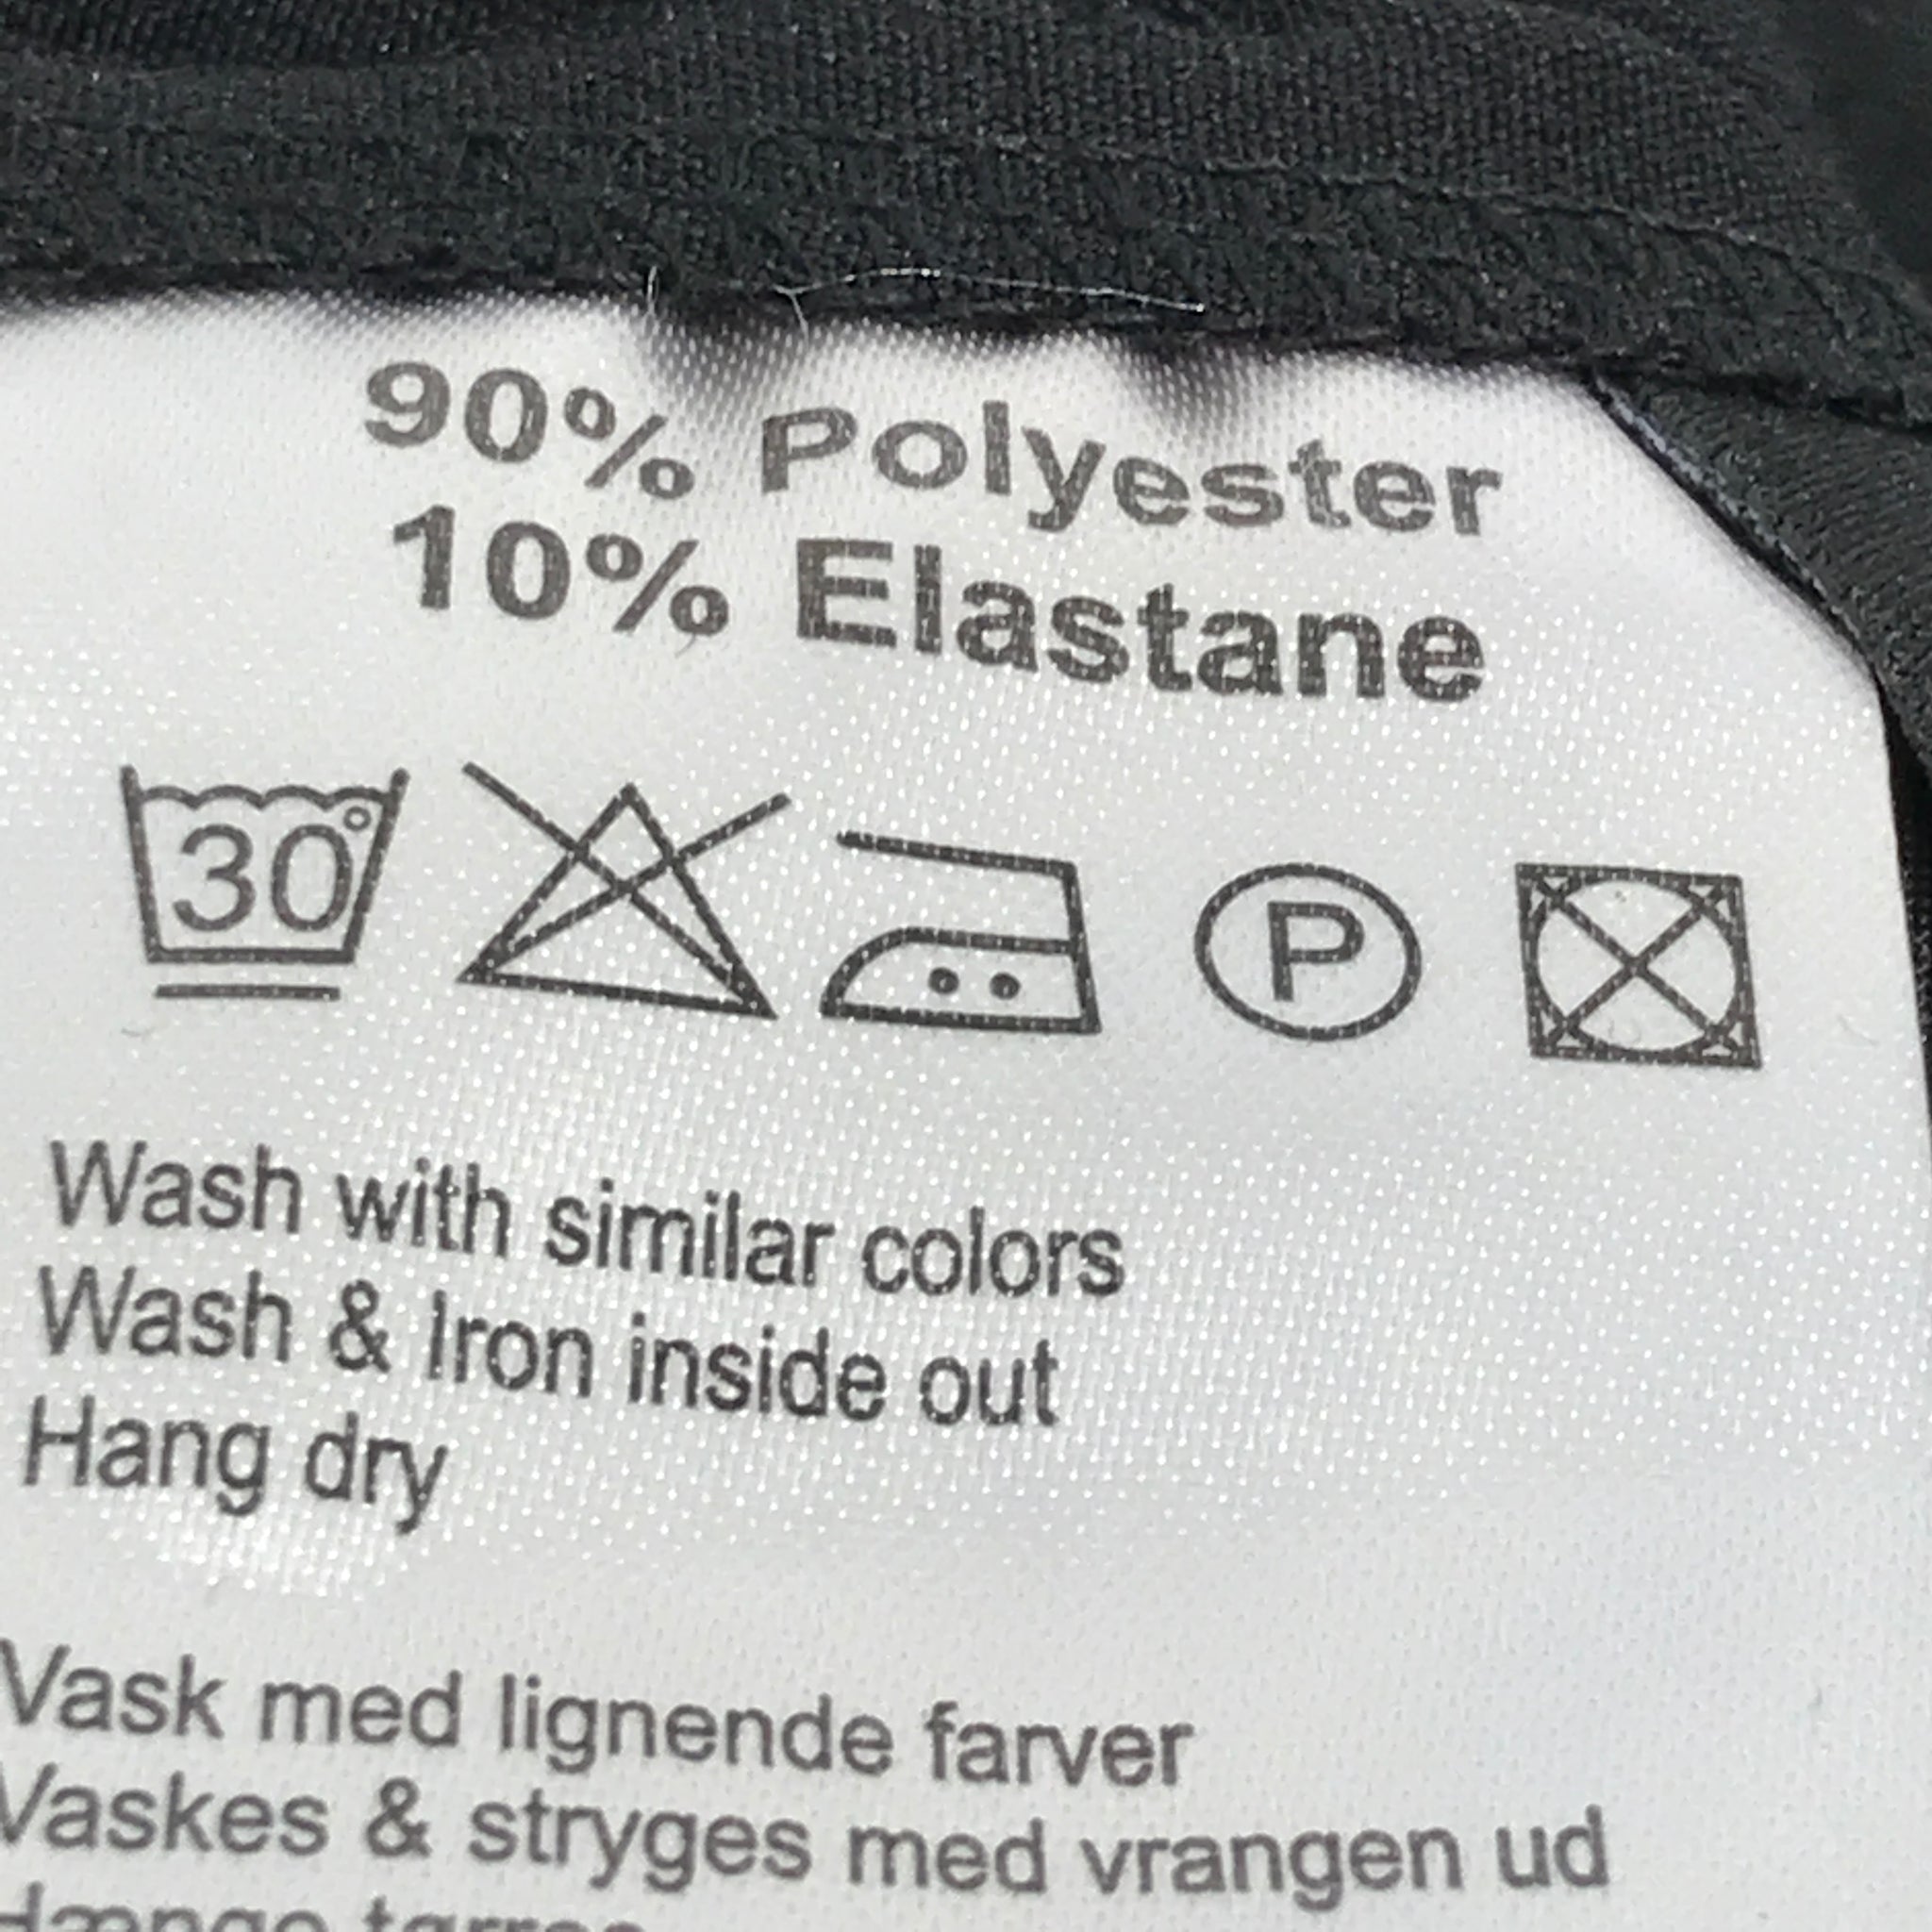 90% Polyester
10% Elastane
30°
P
Wash with similar colors
Wash & Iron inside out
Hang dry
Vask med lignende farver
Vaskes & stryges med vrangen ud